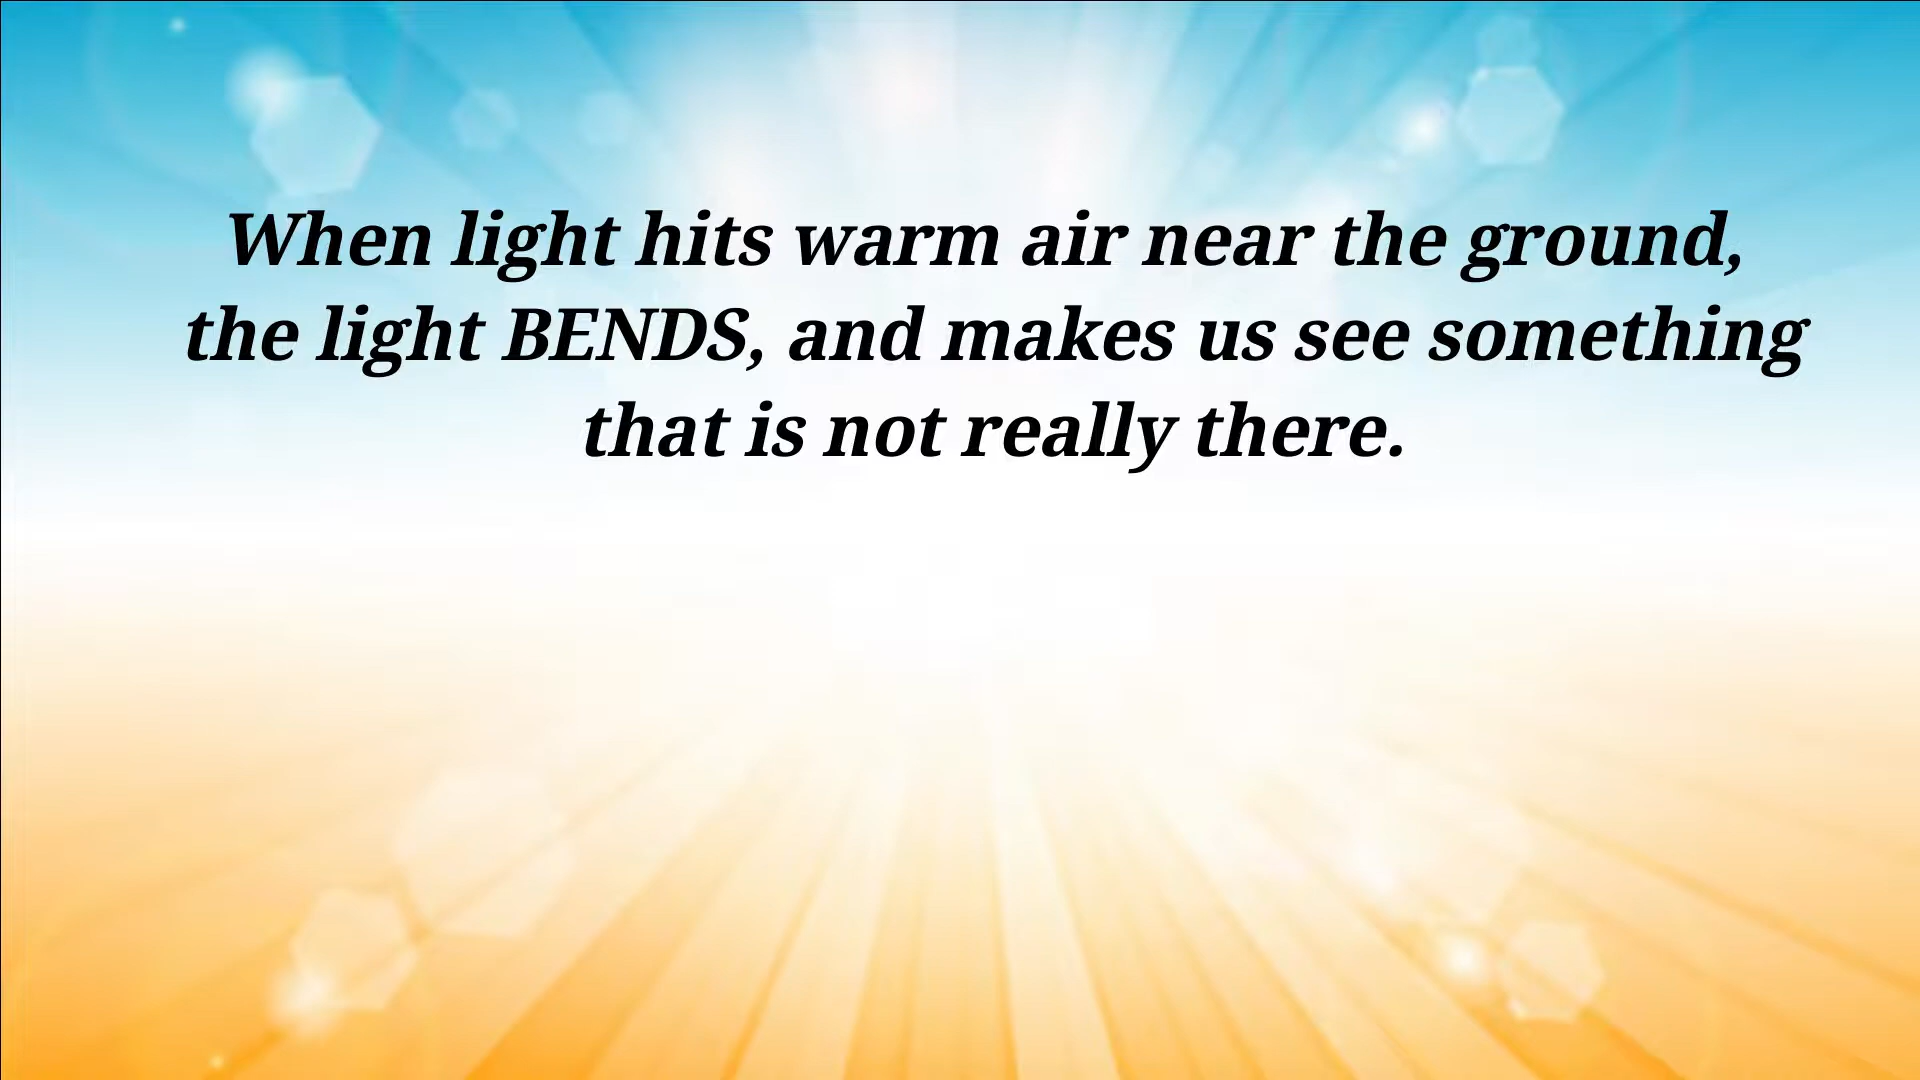 When light hits warm air near the ground,
the light BENDS, and makes us see something
that is not really there.